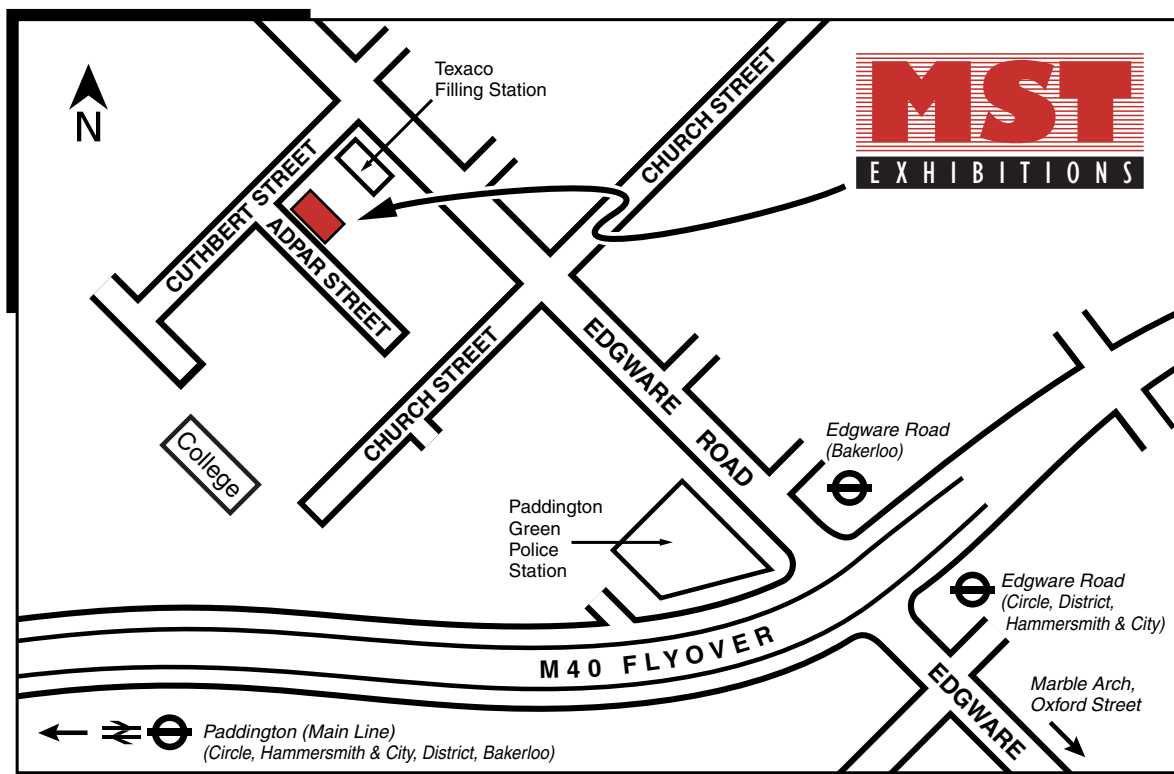 N
Texaco
Filling Station
CHURCH STREET
MST
EXHIBITIONS
CUTHBERT STREET
ADPAR STREET
CHURCH STREET
EDGWARE ROAD
College
Edgware Road
(Bakerloo)
Paddington
Green
Police
Station
Edgware Road
(Circle, District,
Hammersmith & City)
M40 FLYOVER
EDGWARE
Marble Arch,
Oxford Street
Paddington (Main Line)
(Circle, Hammersmith & City, District, Bakerloo)